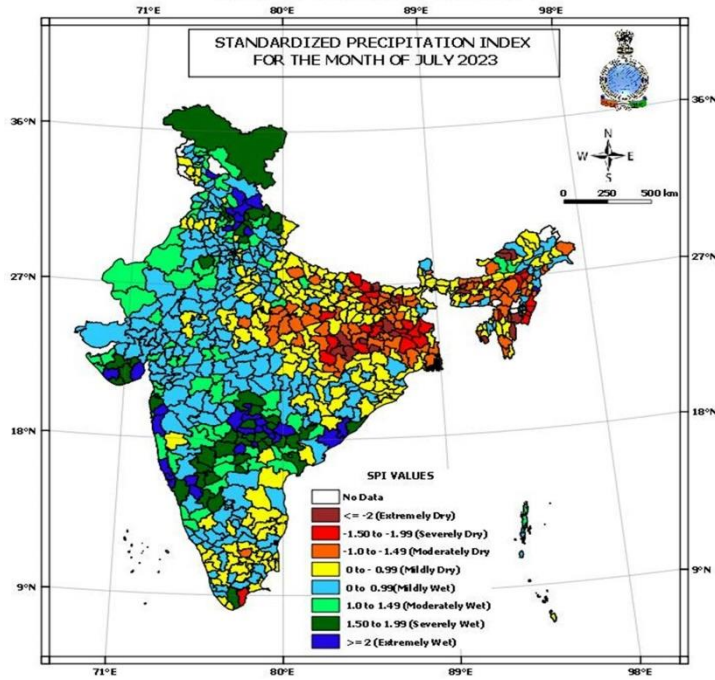 71°E 80°E 89°E 98°E
STANDARDIZED PRECIPITATION INDEX
FOR THE MONTH OF JULY 2023
36°N 36°N
N
W E
S
0 250 500 km
27°N 27°N
18°N 18°N
SPI VALUES
No Data
<= -2 (Extremely Dry)
-1.50 to -1.99 (Severely Dry)
-1.0 to -1.49 (Moderately Dry
0 to - 0.99 (Mildly Dry)
0 to 0.99(Mildly Wet)
1.0 to 1.49 (Moderately Wet)
1.50 to 1.99 (Severely Wet)
>= 2 (Extremely Wet)
9°N 9°N
71°E 80°E 89°E 98°E